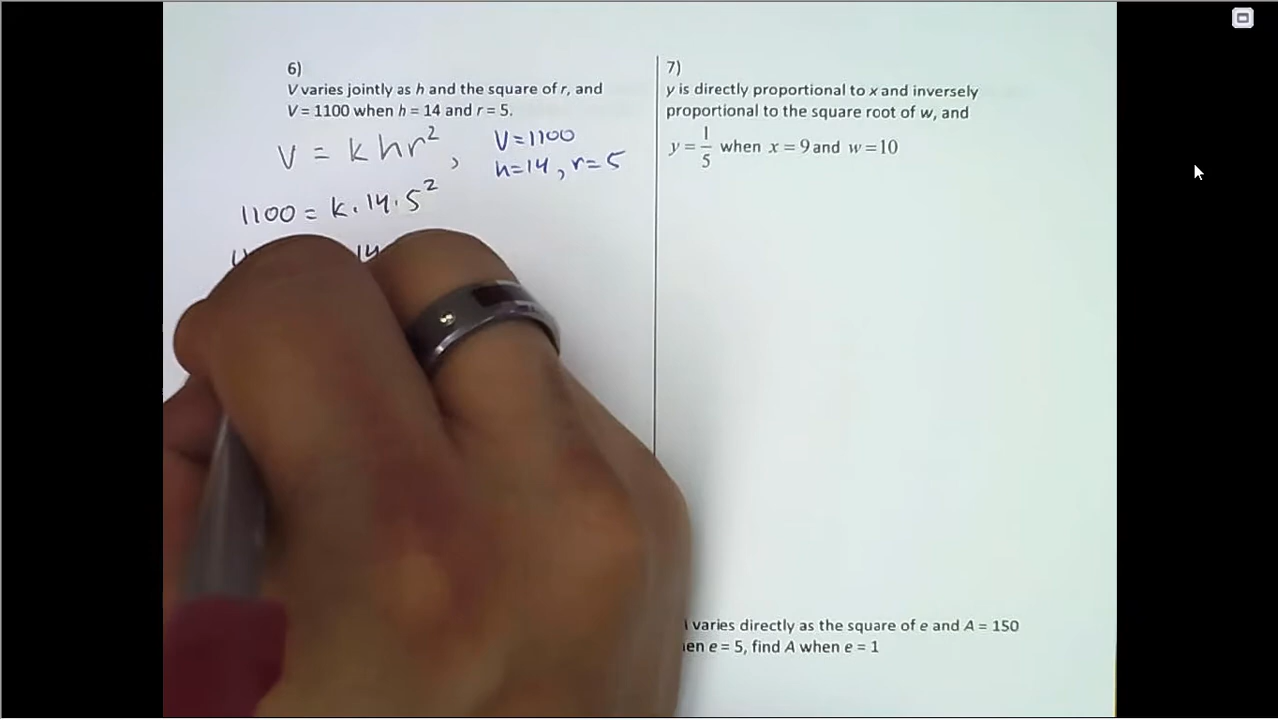 6)
V varies jointly as h and the square of r, and
V = 1100 when h = 14 and r = 5.
V = k h r², V=1100
h=14, r=5
1100 = k · 14 · 5²
14
7)
y is directly proportional to x and inversely
proportional to the square root of w, and
y = 1/5 when x = 9 and w = 10
varies directly as the square of e and A = 150
e = 5, find A when e = 1